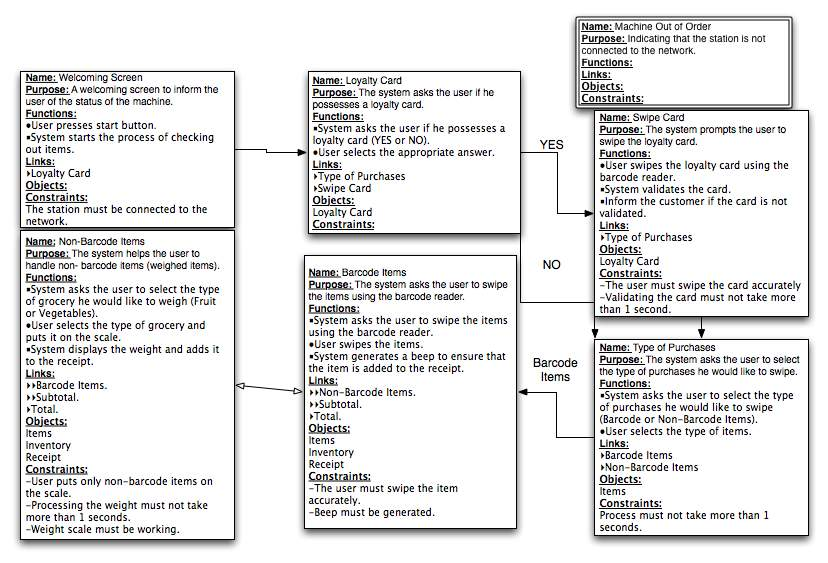 Name: Machine Out of Order
Purpose: Indicating that the station is not
connected to the network.
Functions:
Links:
Objects:
Constraints:
Name: Welcoming Screen
Purpose: A welcoming screen to inform the
user of the status of the machine.
Functions:
●User presses start button.
▪System starts the process of checking
out items.
Links:
‣Loyalty Card
Objects:
Constraints:
The station must be connected to the
network.
Name: Loyalty Card
Purpose: The system asks the user if he
possesses a loyalty card.
Functions:
▪System asks the user if he possesses a
loyalty card (YES or NO).
●User selects the appropriate answer.
Links:
‣Type of Purchases
‣Swipe Card
Objects:
Loyalty Card
Constraints:
YES
NO
Name: Swipe Card
Purpose: The system prompts the user to
swipe the loyalty card.
Functions:
●User swipes the loyalty card using the
barcode reader.
▪System validates the card.
▪Inform the customer if the card is not
validated.
Links:
‣Type of Purchases
Objects:
Loyalty Card
Constraints:
-The user must swipe the card accurately
-Validating the card must not take more
than 1 second.
Name: Non-Barcode Items
Purpose: The system helps the user to
handle non- barcode items (weighed items).
Functions:
▪System asks the user to select the type
of grocery he would like to weigh (Fruit
or Vegetables).
●User selects the type of grocery and
puts it on the scale.
▪System displays the weight and adds it
to the receipt.
Links:
‣‣Barcode Items.
‣‣Subtotal.
‣Total.
Objects:
Items
Inventory
Receipt
Constraints:
-User puts only non-barcode items on
the scale.
-Processing the weight must not take
more than 1 seconds.
-Weight scale must be working.
Name: Barcode Items
Purpose: The system asks the user to swipe
the items using the barcode reader.
Functions:
▪System asks the user to swipe the items
using the barcode reader.
●User swipes the items.
▪System generates a beep to ensure that
the item is added to the receipt.
Links:
‣‣Non-Barcode Items.
‣‣Subtotal.
‣Total.
Objects:
Items
Inventory
Receipt
Constraints:
-The user must swipe the item
accurately.
-Beep must be generated.
Barcode
Items
Name: Type of Purchases
Purpose: The system asks the user to select
the type of purchases he would like to swipe.
Functions:
▪System asks the user to select the type
of purchases he would like to swipe
(Barcode or Non-Barcode Items).
●User selects the type of items.
Links:
‣Barcode Items
‣Non-Barcode Items
Objects:
Items
Constraints:
Process must not take more than 1
seconds.